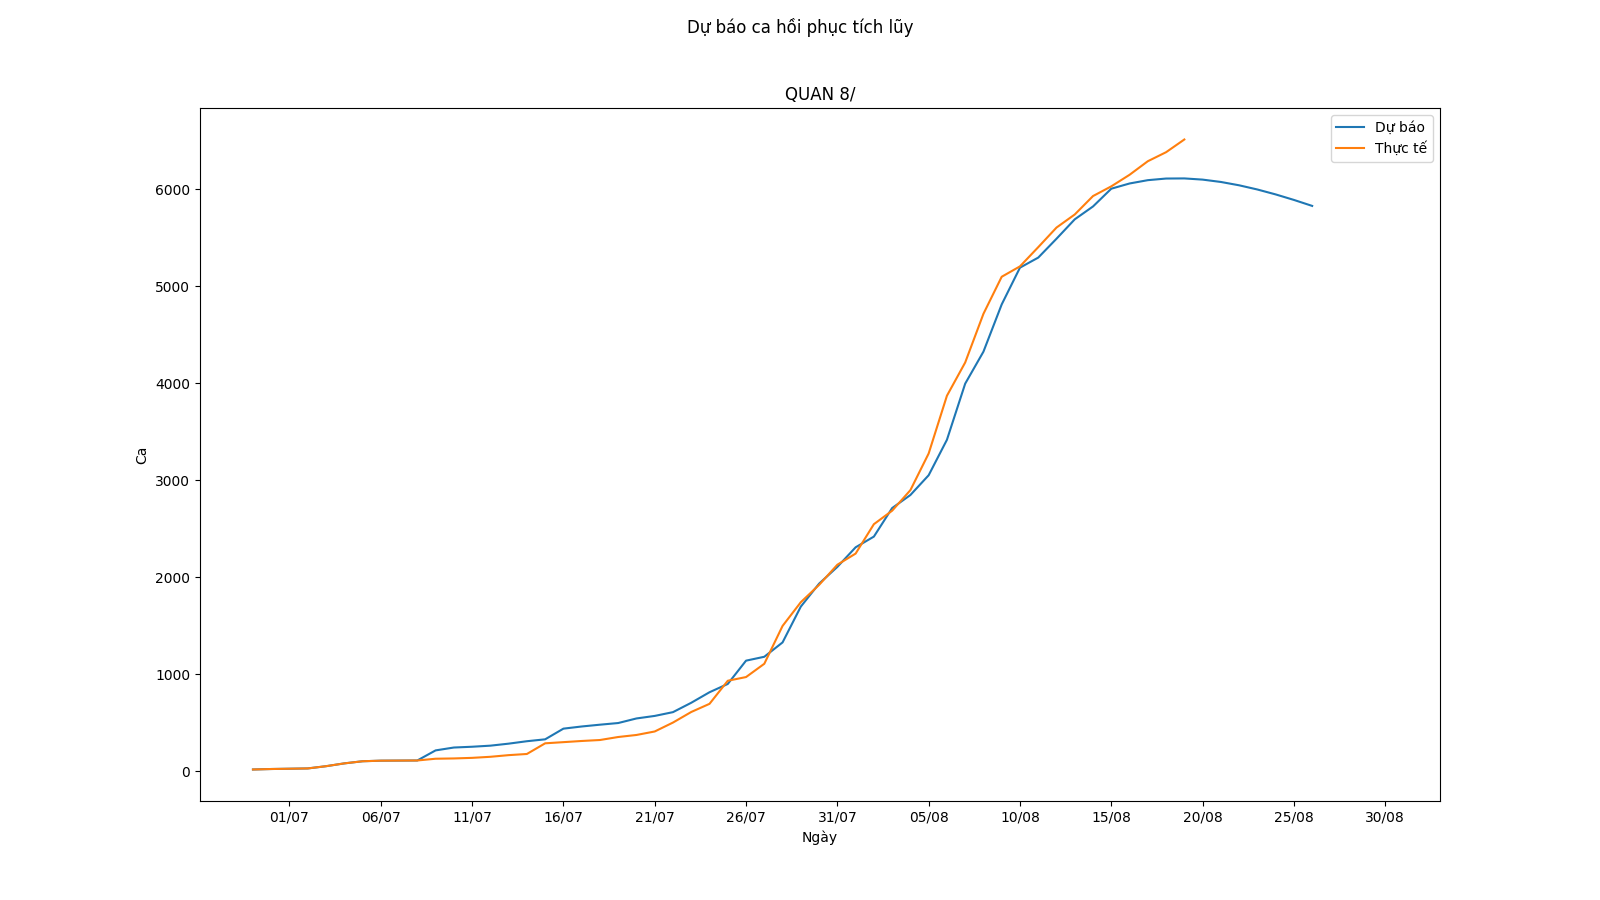 Dự báo ca hồi phục tích lũy
QUAN 8/
Dự báo
Thực tế
6000
5000
4000
3000
2000
1000
0
Ca
01/07 06/07 11/07 16/07 21/07 26/07 31/07 05/08 10/08 15/08 20/08 25/08 30/08
Ngày